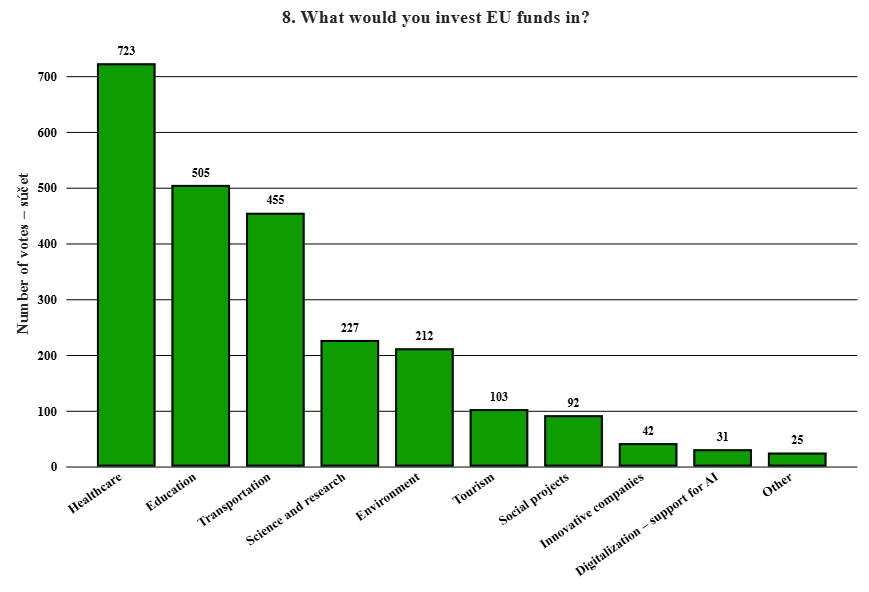 8. What would you invest EU funds in?
Number of votes – súčet
700
600
500
400
300
200
100
0
723
505
455
227
212
103
92
42
31
25
Healthcare
Education
Transportation
Science and research
Environment
Tourism
Social projects
Innovative companies
Digitalization – support for AI
Other